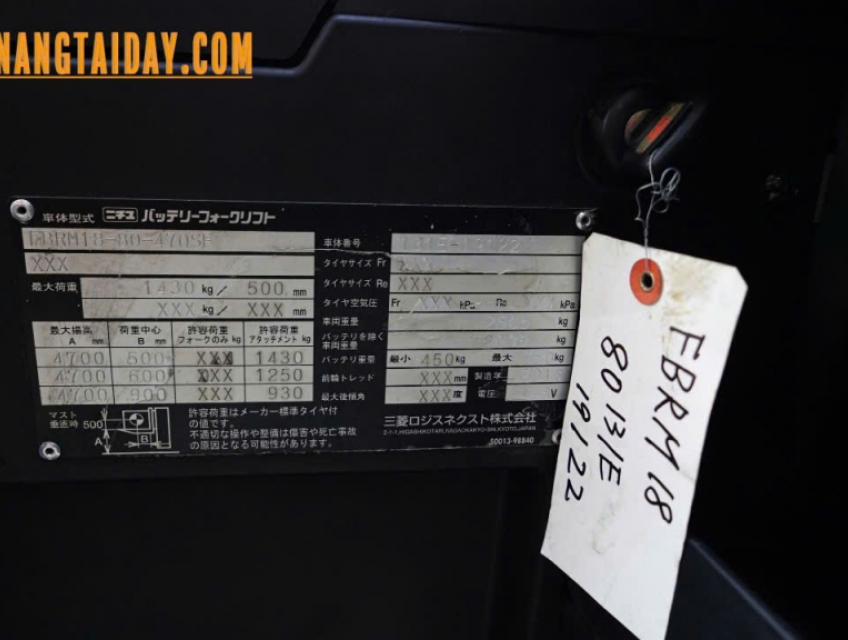 NANGTAIDAY.COM
車体型式 ニチユ バッテリーフォークリフト
FBRM18-80-470SF
XXX
最大荷重 1430 kg / 500 mm
XXX kg / XXX mm
最大揚高 A mm 荷重中心 B mm 許容荷重 フォークのみ kg 許容荷重 アタッチメント kg
4700 500 XXX 1430
4700 600 XXX 1250
4700 900 XXX 930
マスト垂直時 500 A B
許容荷重はメーカー標準タイヤ付
の値です。
不適切な操作や整備は傷害や死亡事故
の原因となる可能性があります。
車体番号
タイヤサイズ Fr
タイヤサイズ Re XXX
タイヤ空気圧 Fr XXX kPa Re kPa
車両重量 kg
バッテリを除く車両重量 kg
バッテリ重量 最小 450 kg 最大
前輪トレッド XXX mm
最大後傾角 XXX 度 電圧 V
三菱ロジスネクスト株式会社
2-1-1,HIGASHIKOTARI,NAGAOKAKYO-SHI,KYOTO,JAPAN
50013-98840
FBRM18
80 131E
19122